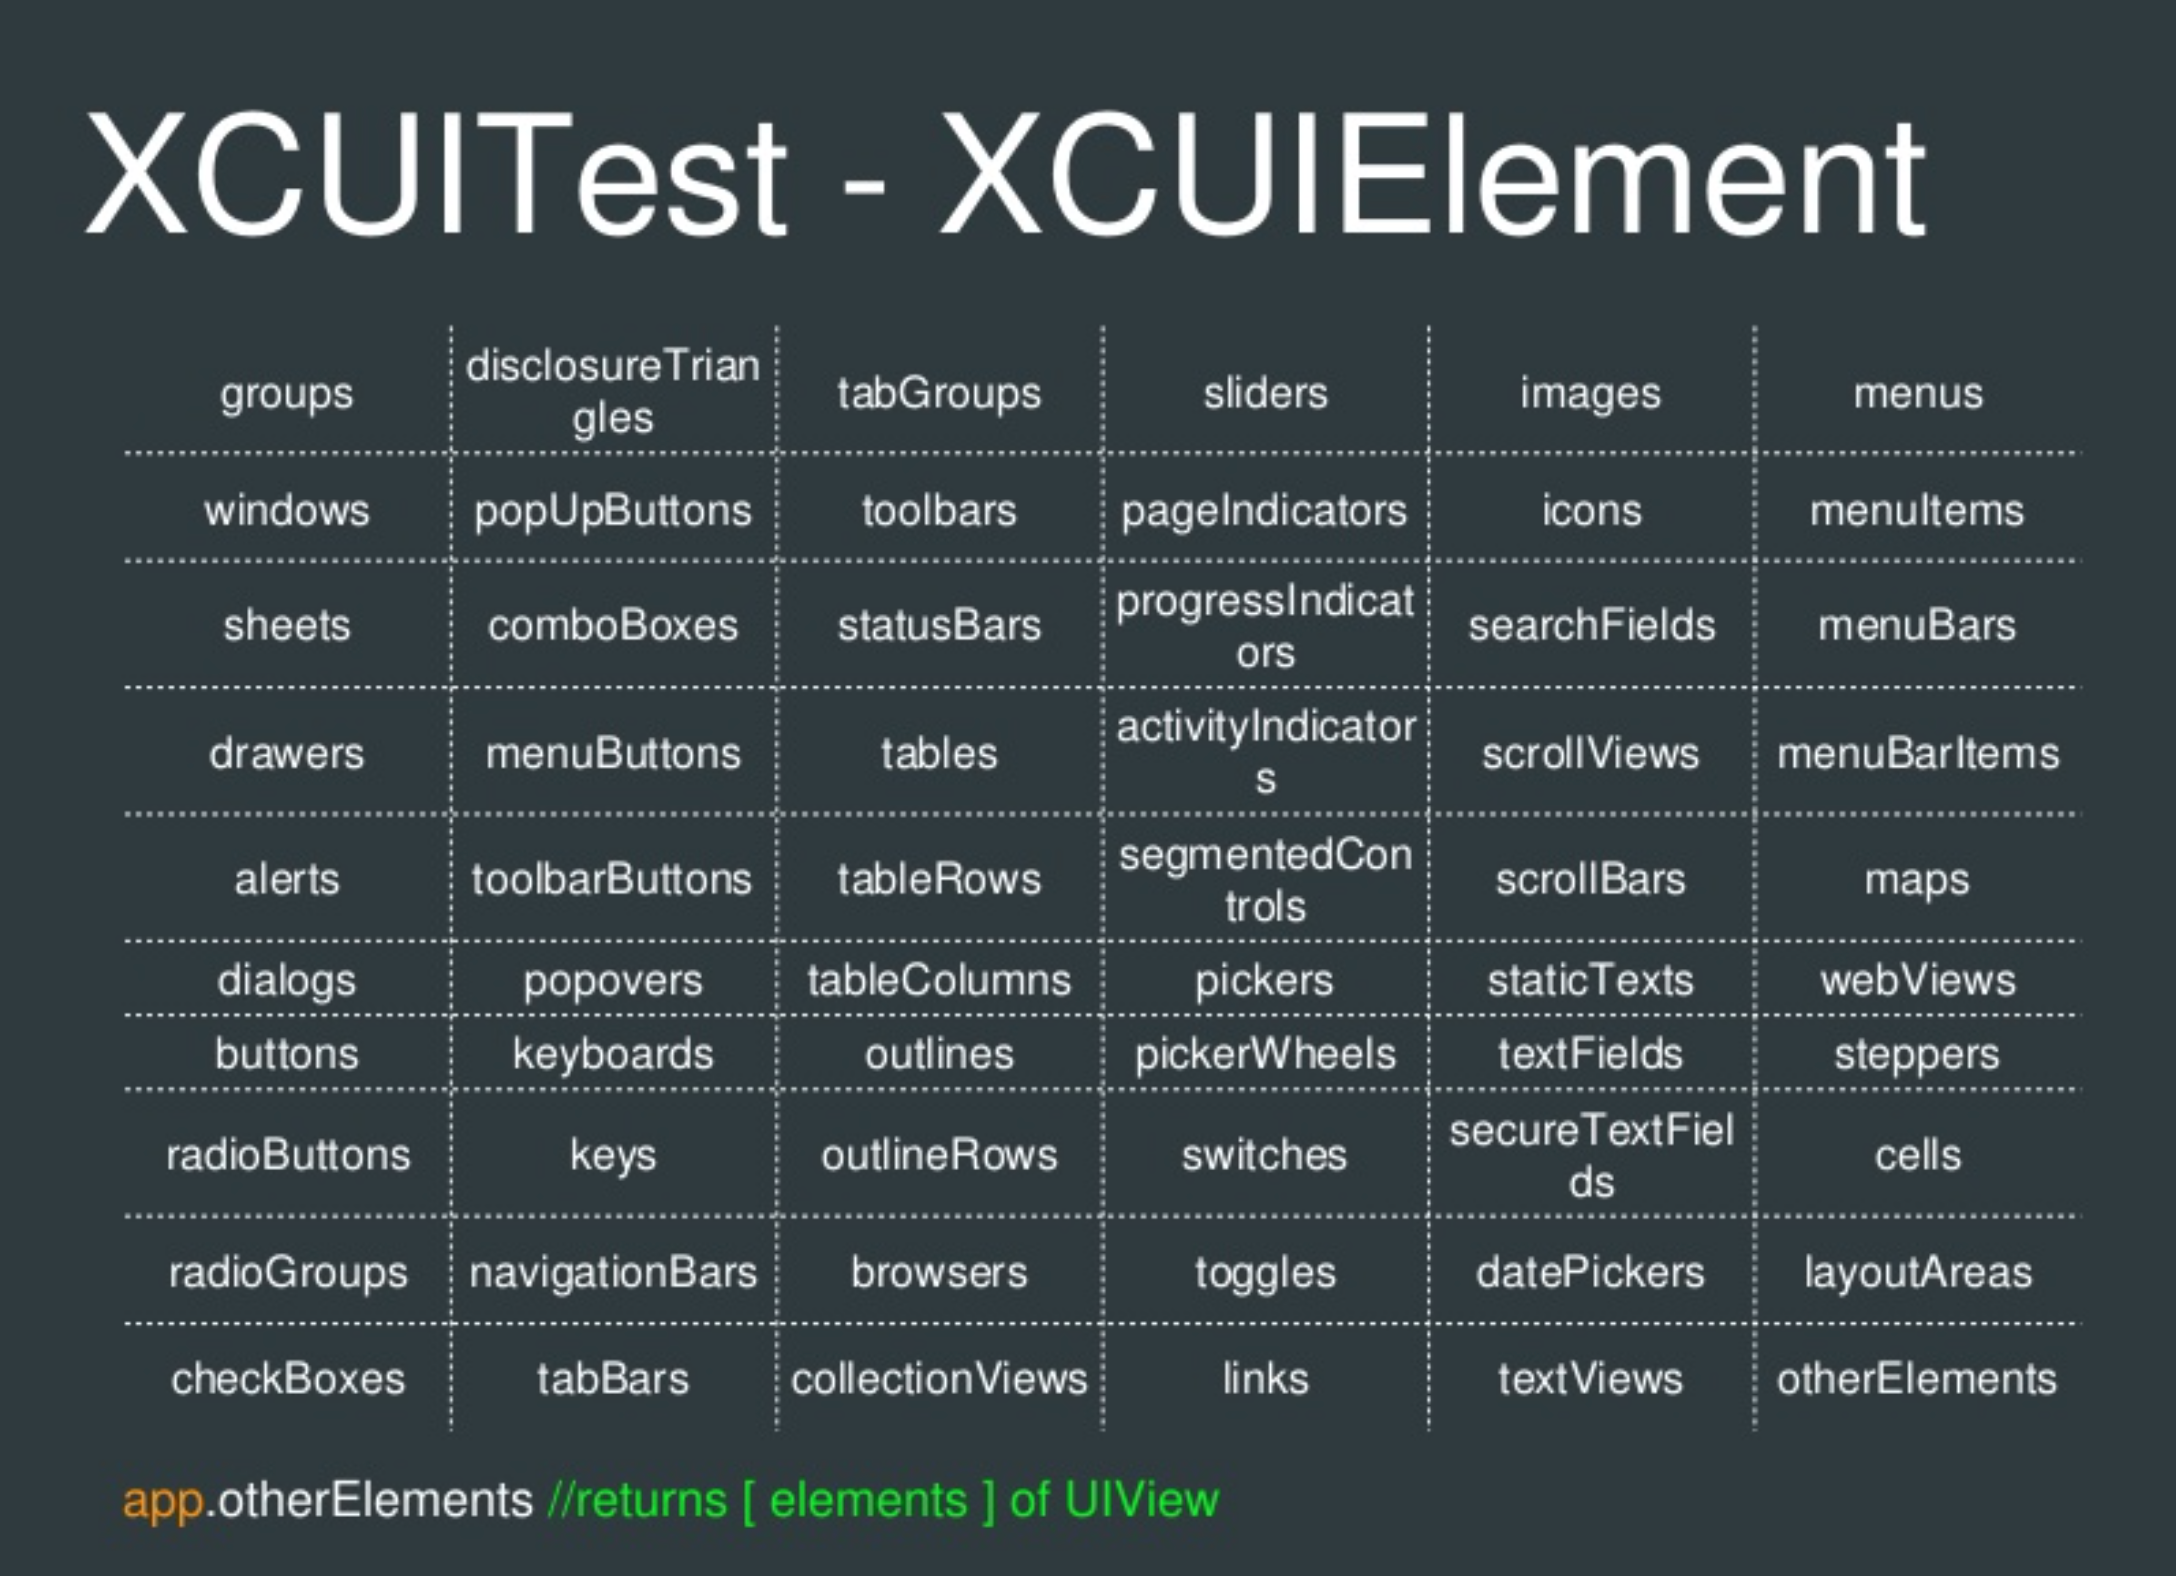 XCUITest - XCUIElement
groups disclosureTrian gles tabGroups sliders images menus
windows popUpButtons toolbars pageIndicators icons menuItems
sheets comboBoxes statusBars progressIndicat ors searchFields menuBars
drawers menuButtons tables activityIndicator s scrollViews menuBarItems
alerts toolbarButtons tableRows segmentedCon trols scrollBars maps
dialogs popovers tableColumns pickers staticTexts webViews
buttons keyboards outlines pickerWheels textFields steppers
radioButtons keys outlineRows switches secureTextFiel ds cells
radioGroups navigationBars browsers toggles datePickers layoutAreas
checkBoxes tabBars collectionViews links textViews otherElements
app.otherElements //returns [ elements ] of UIView